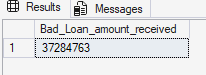 Results Messages
Bad_Loan_amount_received
1 37284763